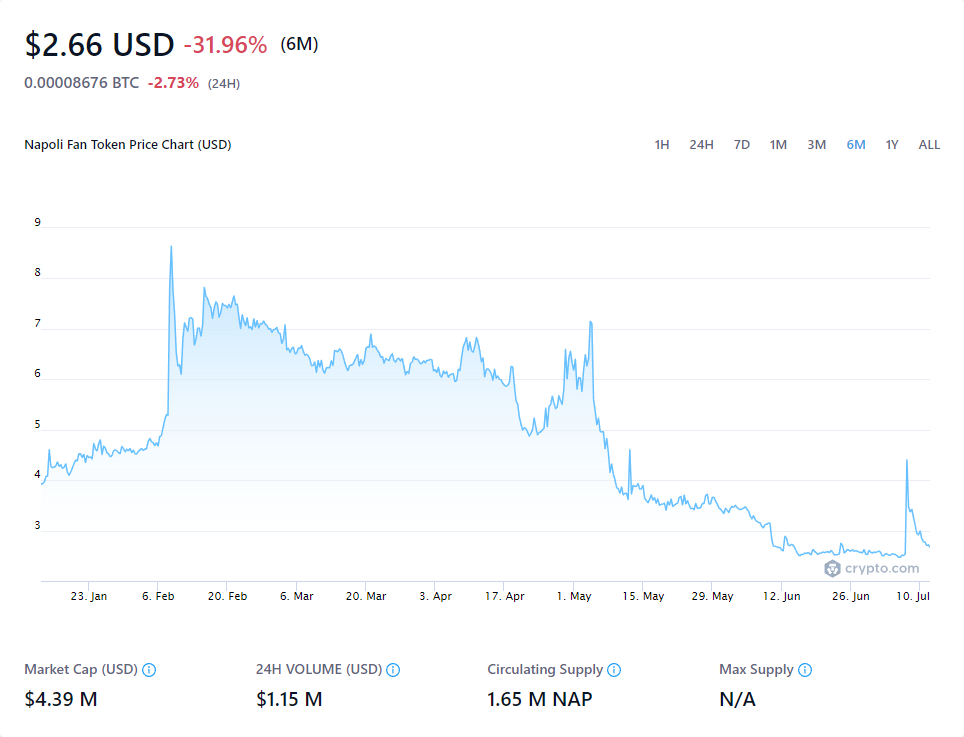 $2.66 USD -31.96% (6M)
0.00008676 BTC -2.73% (24H)
Napoli Fan Token Price Chart (USD) 1H 24H 7D 1M 3M 6M 1Y ALL
9
8
7
6
5
4
3
crypto.com
23. Jan 6. Feb 20. Feb 6. Mar 20. Mar 3. Apr 17. Apr 1. May 15. May 29. May 12. Jun 26. Jun 10. Jul
Market Cap (USD) 24H VOLUME (USD) Circulating Supply Max Supply
$4.39 M $1.15 M 1.65 M NAP N/A